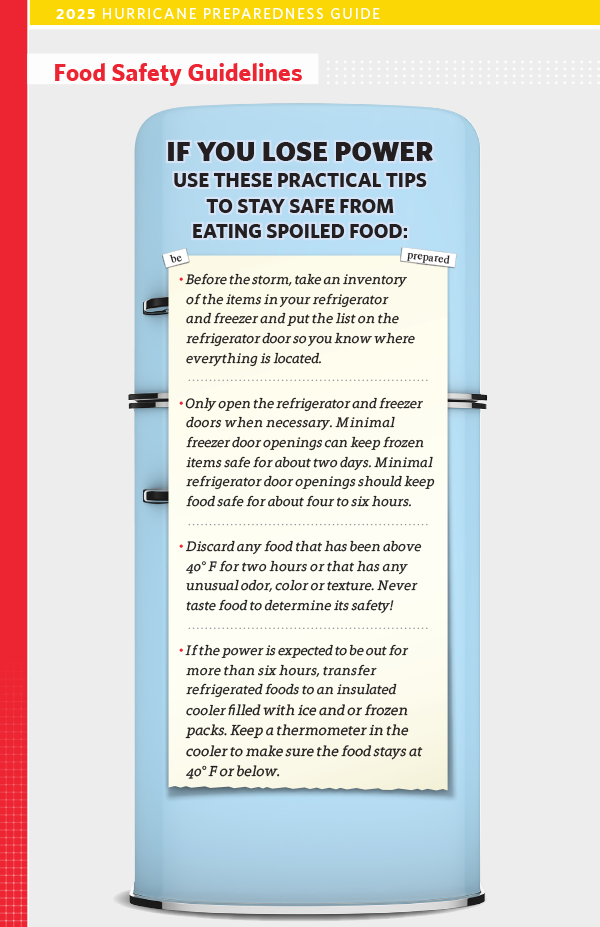 2025 HURRICANE PREPAREDNESS GUIDE
Food Safety Guidelines
IF YOU LOSE POWER
USE THESE PRACTICAL TIPS
TO STAY SAFE FROM
EATING SPOILED FOOD:
be prepared
• Before the storm, take an inventory
of the items in your refrigerator
and freezer and put the list on the
refrigerator door so you know where
everything is located.
• Only open the refrigerator and freezer
doors when necessary. Minimal
freezer door openings can keep frozen
items safe for about two days. Minimal
refrigerator door openings should keep
food safe for about four to six hours.
• Discard any food that has been above
40° F for two hours or that has any
unusual odor, color or texture. Never
taste food to determine its safety!
• If the power is expected to be out for
more than six hours, transfer
refrigerated foods to an insulated
cooler filled with ice and or frozen
packs. Keep a thermometer in the
cooler to make sure the food stays at
40° F or below.